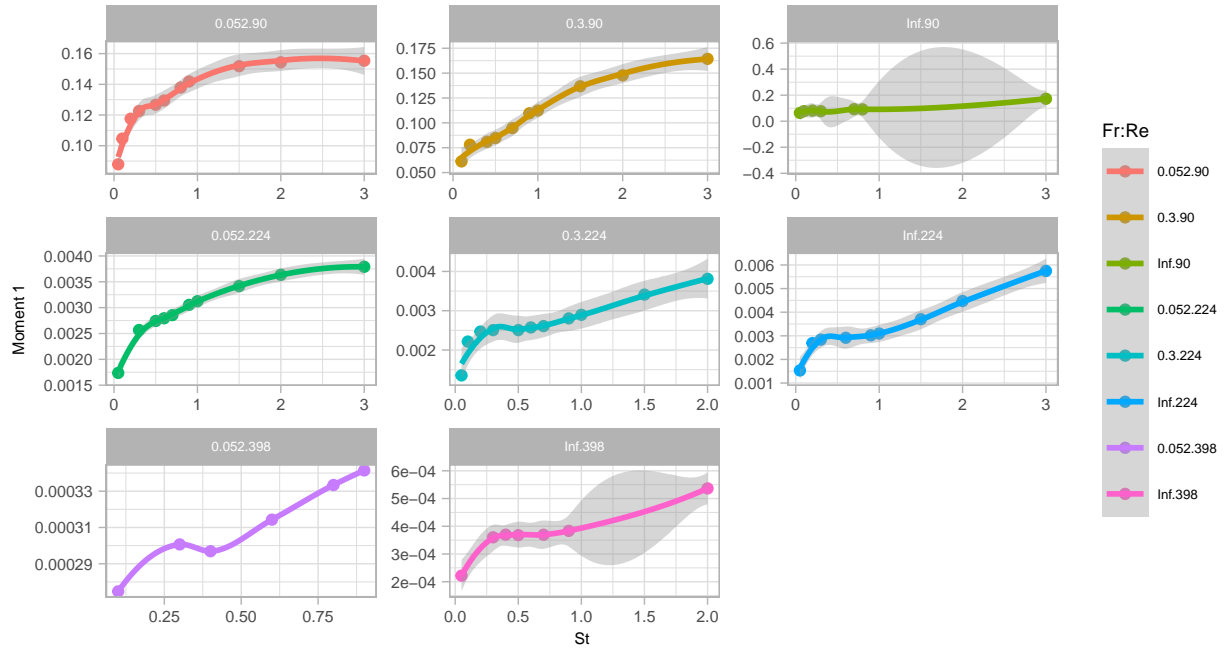 0.052.90
0.3.90
Inf.90
0.16
0.14
0.12
0.10
0 1 2 3
0.175
0.150
0.125
0.100
0.075
0.050
0 1 2 3
0.6
0.4
0.2
0.0
−0.2
−0.4
0 1 2 3
Moment 1
0.052.224
0.3.224
Inf.224
0.0040
0.0035
0.0030
0.0025
0.0020
0.0015
0 1 2 3
0.004
0.003
0.002
0.0 0.5 1.0 1.5 2.0
0.006
0.005
0.004
0.003
0.002
0.001
0 1 2 3
0.052.398
Inf.398
0.00033
0.00031
0.00029
0.25 0.50 0.75
6e−04
5e−04
4e−04
3e−04
2e−04
0.0 0.5 1.0 1.5 2.0
St
Fr:Re
0.052.90
0.3.90
Inf.90
0.052.224
0.3.224
Inf.224
0.052.398
Inf.398